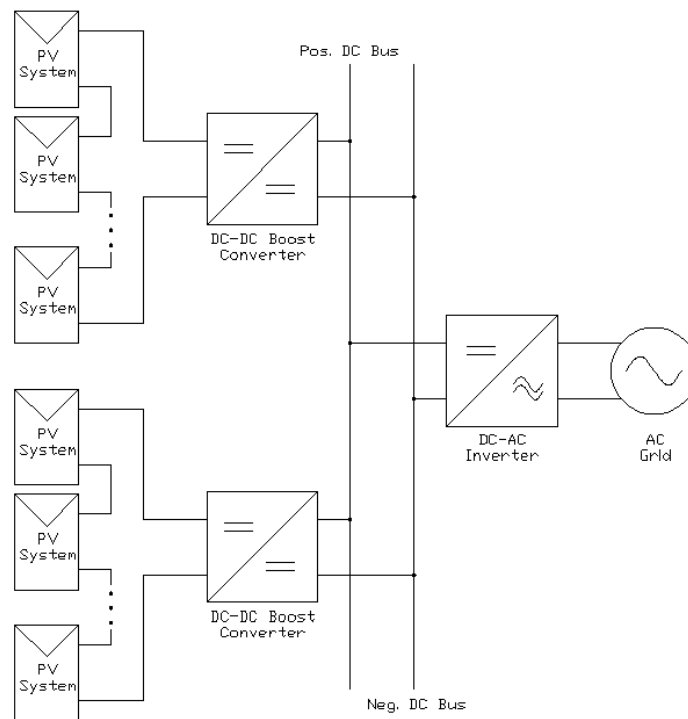 PV
System
Pos. DC Bus
PV
System
DC-DC Boost
Converter
PV
System
DC-AC
Inverter
AC
Grid
PV
System
PV
System
DC-DC Boost
Converter
PV
System
Neg. DC Bus